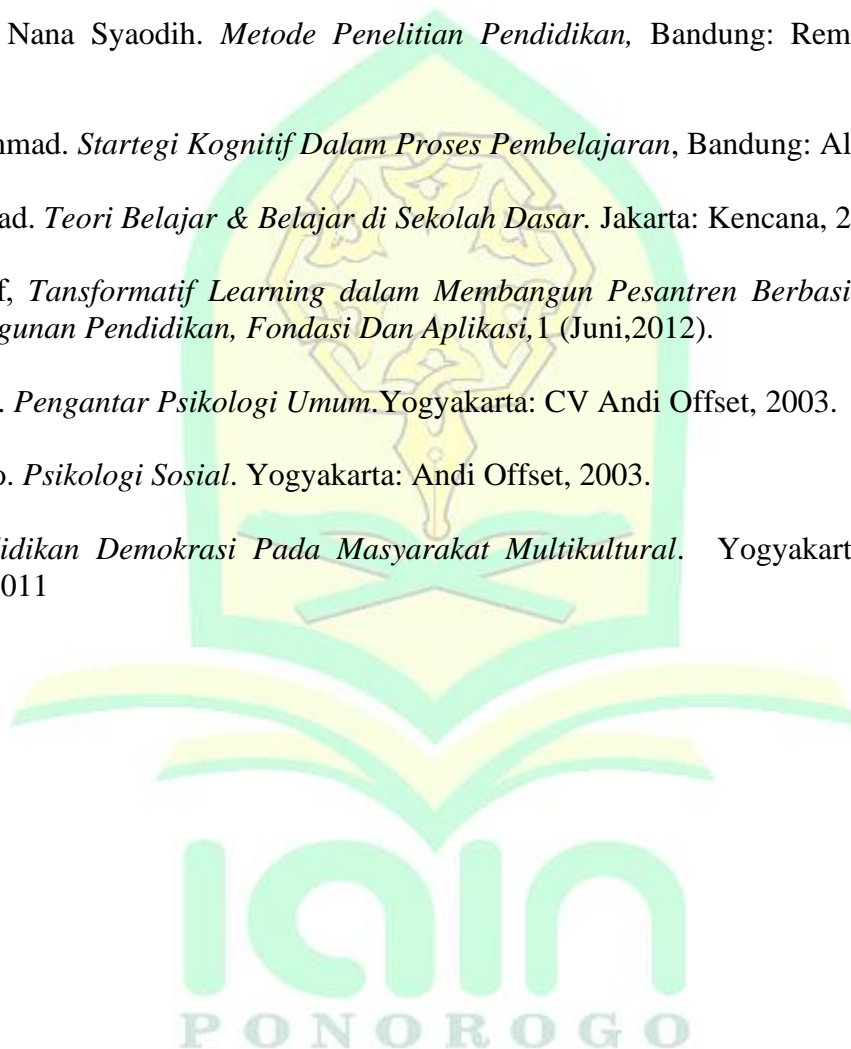 Nana Syaodih. Metode Penelitian Pendidikan, Bandung: Rem
hmad. Startegi Kognitif Dalam Proses Pembelajaran, Bandung: Al
ad. Teori Belajar & Belajar di Sekolah Dasar. Jakarta: Kencana, 2
f, Tansformatif Learning dalam Membangun Pesantren Berbasi
gunan Pendidikan, Fondasi Dan Aplikasi,1 (Juni,2012).
. Pengantar Psikologi Umum.Yogyakarta: CV Andi Offset, 2003.
o. Psikologi Sosial. Yogyakarta: Andi Offset, 2003.
didikan Demokrasi Pada Masyarakat Multikultural. Yogyakart
011
iain
PONOROGO